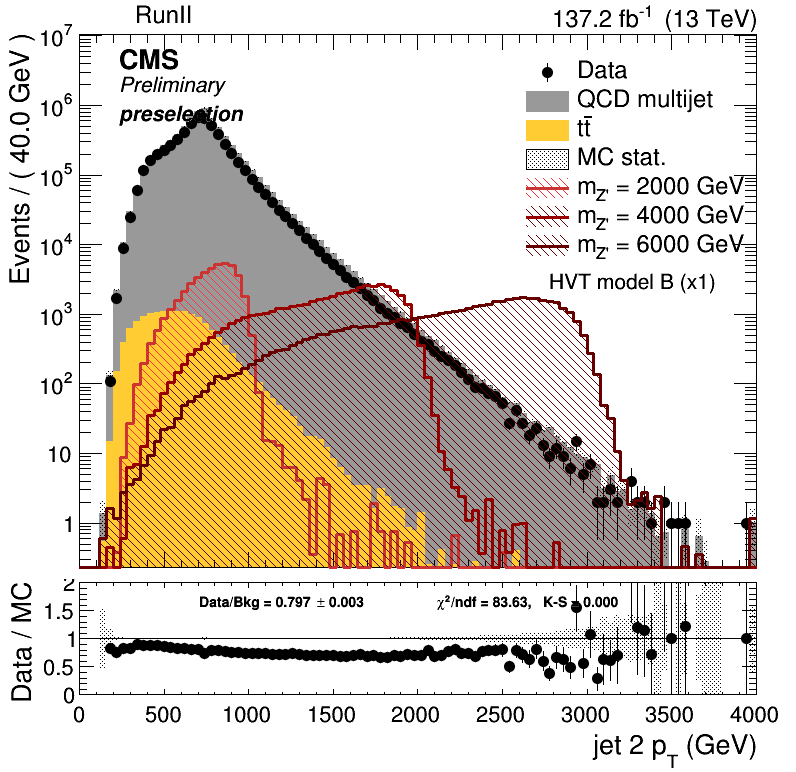 RunII 137.2 fb⁻¹ (13 TeV)
CMS
Preliminary
preselection
Data
QCD multijet
tt̄
MC stat.
m_Z' = 2000 GeV
m_Z' = 4000 GeV
m_Z' = 6000 GeV
HVT model B (x1)
Events / ( 40.0 GeV )
10⁷
10⁶
10⁵
10⁴
10³
10²
10
1
Data/Bkg = 0.797 ± 0.003 χ²/ndf = 83.63, K-S = 0.000
Data / MC
2
1.5
1
0.5
0
0 500 1000 1500 2000 2500 3000 3500 4000
jet 2 p_T (GeV)